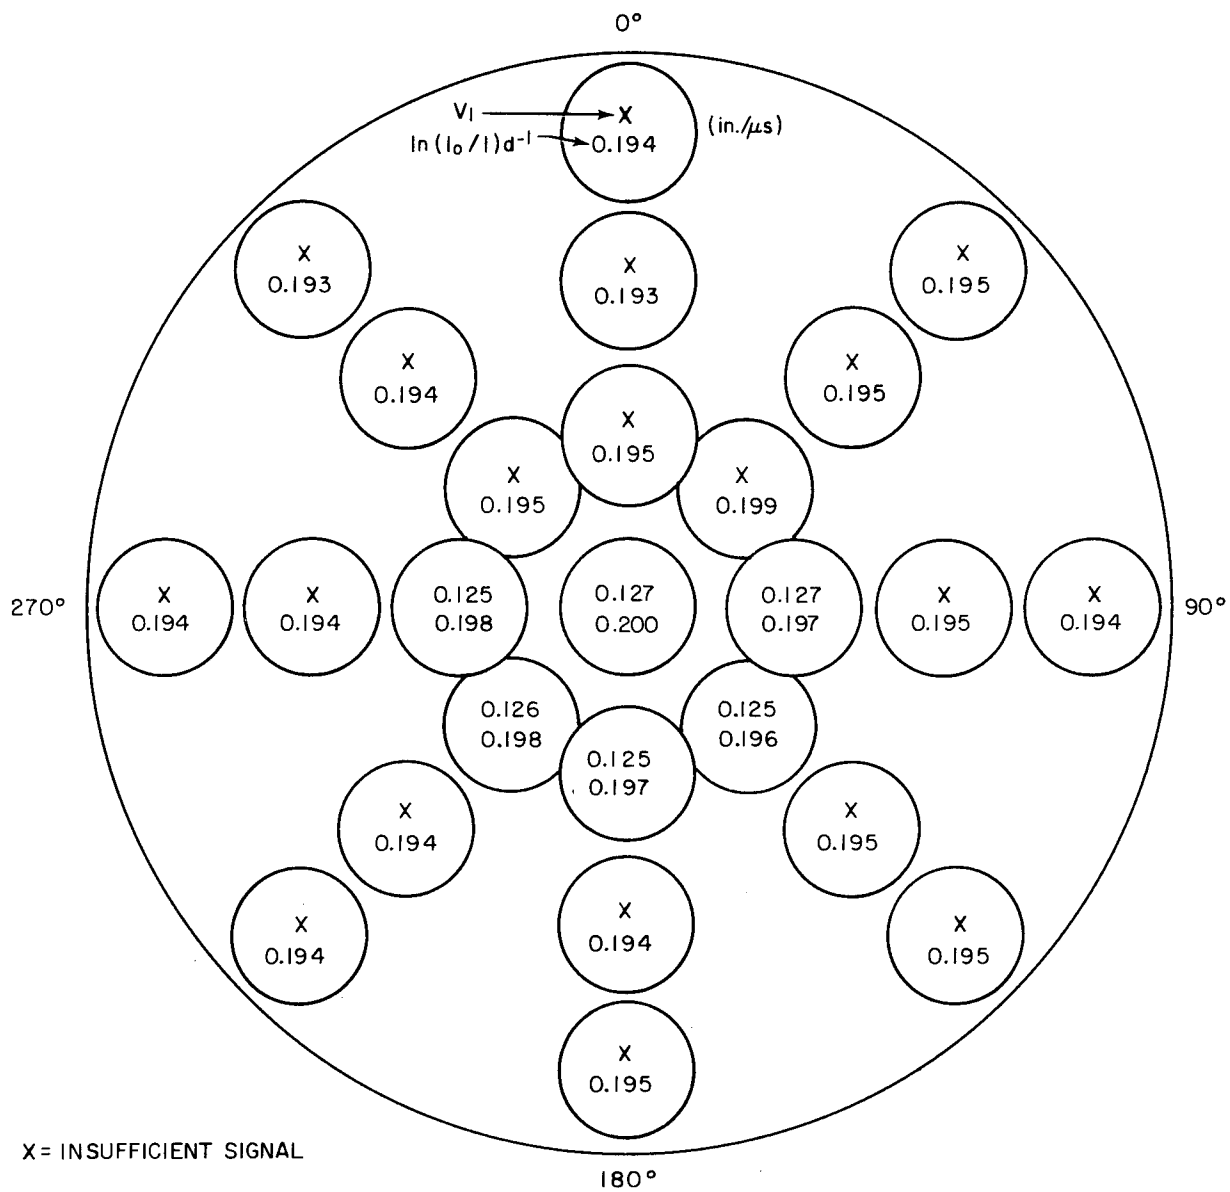 0°
V₁
X
(in./μs)
ln(I₀/I)d⁻¹
0.194
X
0.193
X
0.193
X
0.195
X
0.194
X
0.195
X
0.195
X
0.195
X
0.199
270°
X
0.194
X
0.194
0.125
0.198
0.127
0.200
0.127
0.197
X
0.195
X
0.194
90°
0.126
0.198
0.125
0.197
0.125
0.196
X
0.194
X
0.195
X
0.194
X
0.194
X
0.195
X
0.195
X = INSUFFICIENT SIGNAL
180°